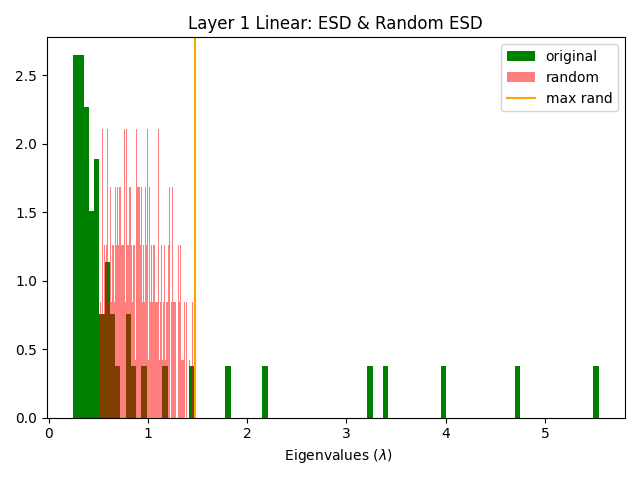 Layer 1 Linear: ESD & Random ESD
original
random
max rand
2.5
2.0
1.5
1.0
0.5
0.0
0 1 2 3 4 5
Eigenvalues (λ)